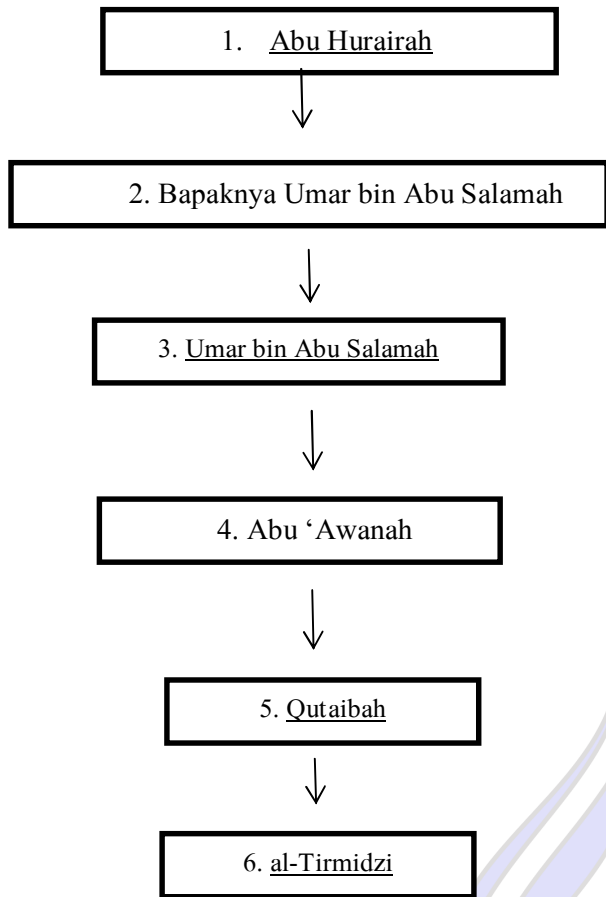 1. Abu Hurairah
2. Bapaknya Umar bin Abu Salamah
3. Umar bin Abu Salamah
4. Abu ‘Awanah
5. Qutaibah
6. al-Tirmidzi